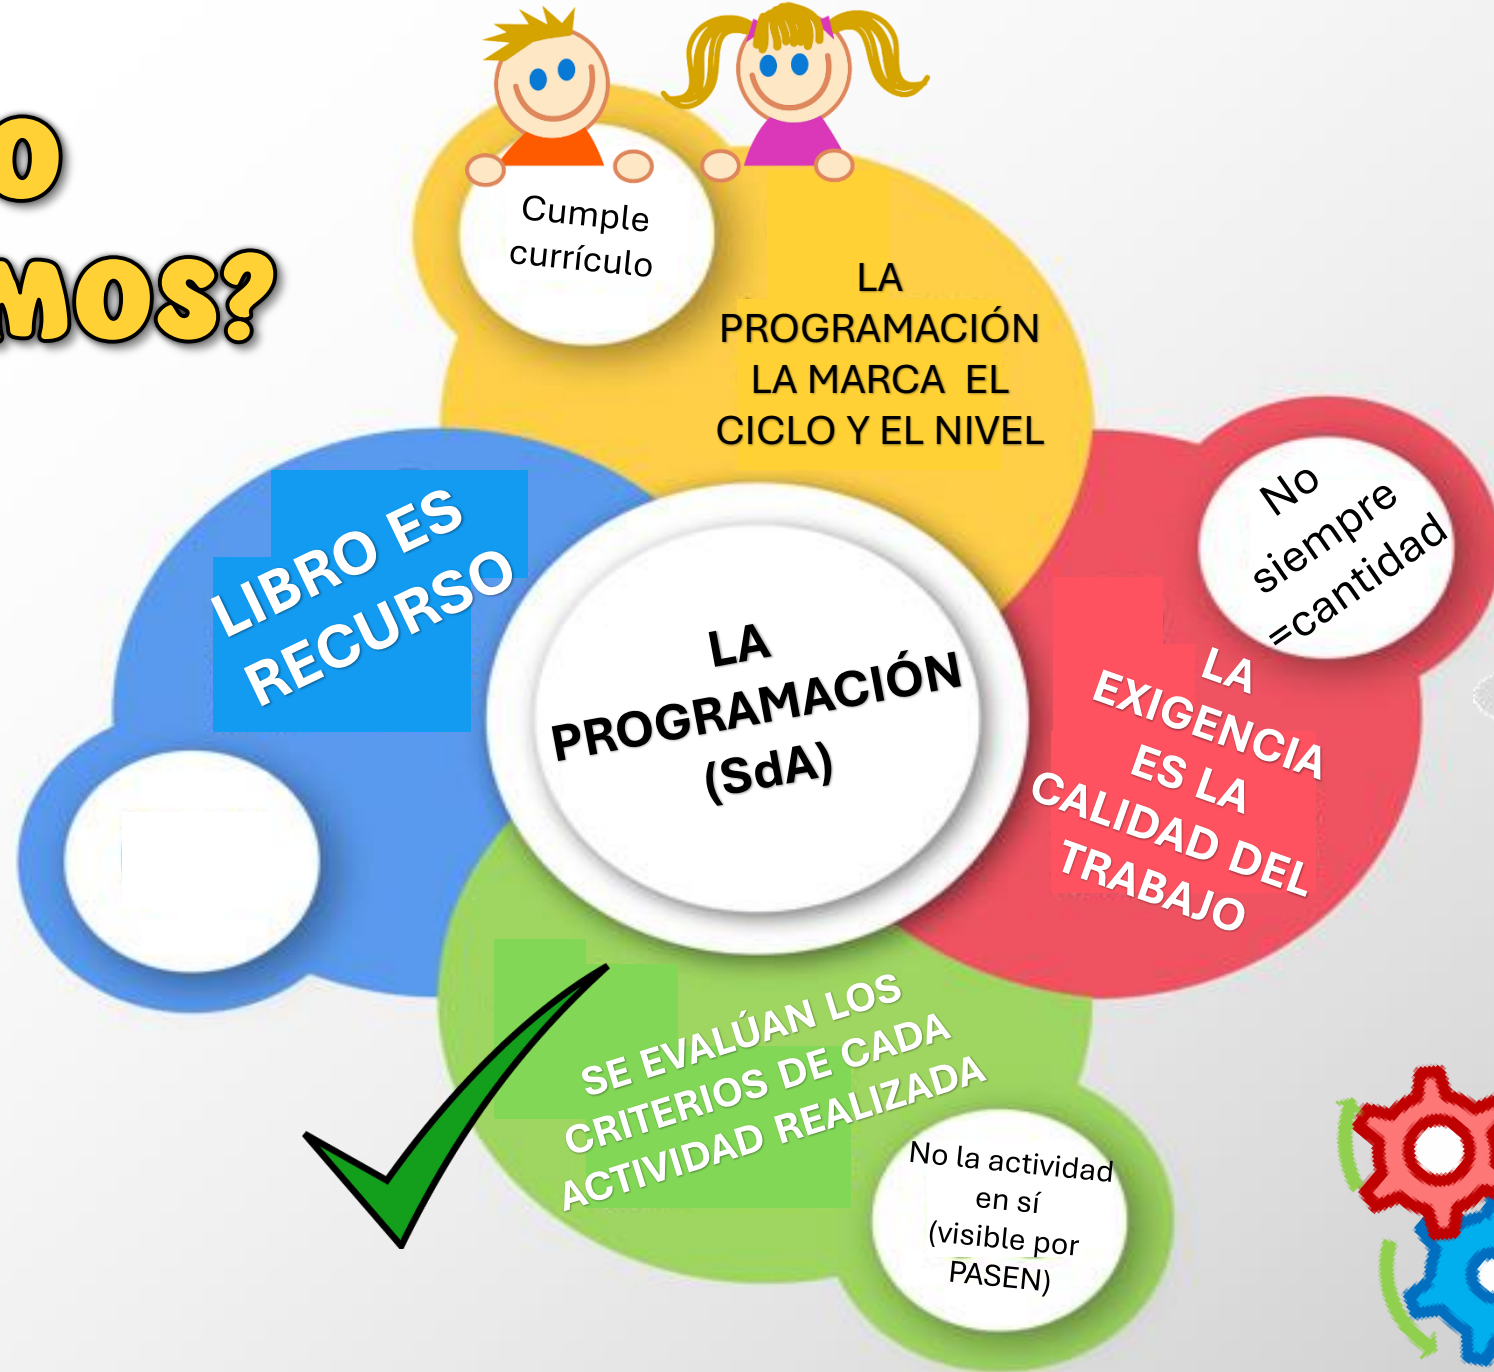 O
MOS?
Cumple
currículo
LA
PROGRAMACIÓN
LA MARCA EL
CICLO Y EL NIVEL
No
siempre
=cantidad
LIBRO ES
RECURSO
LA
PROGRAMACIÓN
(SdA)
LA
EXIGENCIA
ES LA
CALIDAD DEL
TRABAJO
SE EVALÚAN LOS
CRITERIOS DE CADA
ACTIVIDAD REALIZADA
No la actividad
en sí
(visible por
PASEN)